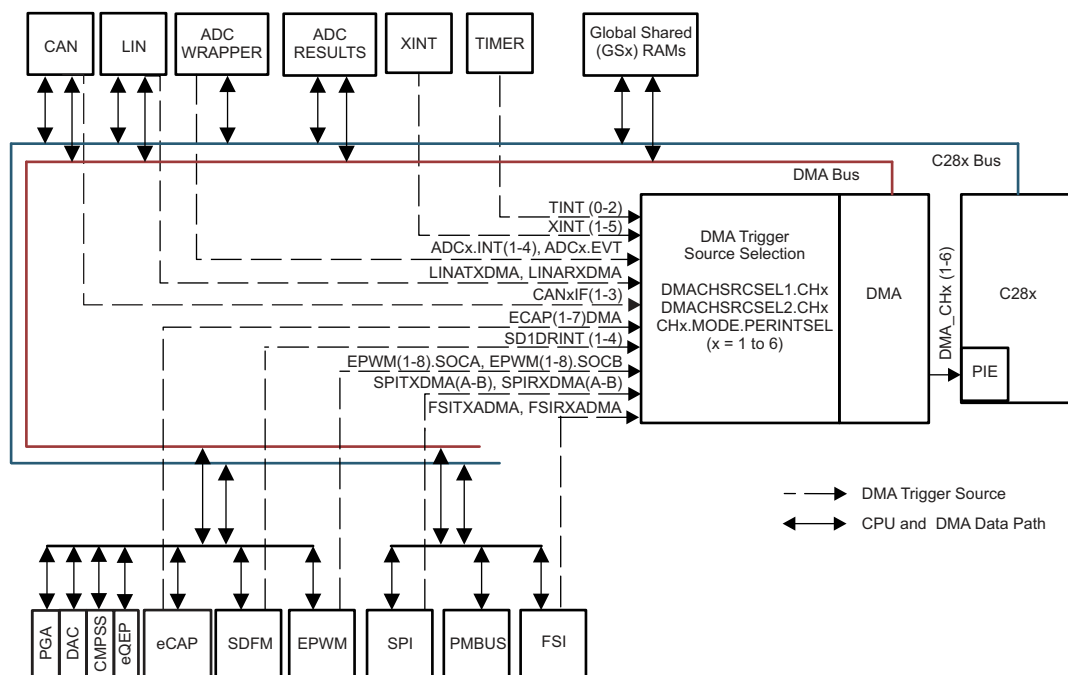 CAN
LIN
ADC
WRAPPER
ADC
RESULTS
XINT
TIMER
Global Shared
(GSx) RAMs
C28x Bus
DMA Bus
TINT (0-2)
XINT (1-5)
ADCx.INT(1-4), ADCx.EVT
LINATXDMA, LINARXDMA
CANxIF(1-3)
ECAP(1-7)DMA
SD1DRINT (1-4)
EPWM(1-8).SOCA, EPWM(1-8).SOCB
SPITXDMA(A-B), SPIRXDMA(A-B)
FSITXADMA, FSIRXADMA
DMA Trigger
Source Selection
DMACHSRCSEL1.CHx
DMACHSRCSEL2.CHx
CHx.MODE.PERINTSEL
(x = 1 to 6)
DMA
DMA_CHx (1-6)
C28x
PIE
DMA Trigger Source
CPU and DMA Data Path
PGA
DAC
CMPSS
eQEP
eCAP
SDFM
EPWM
SPI
PMBUS
FSI